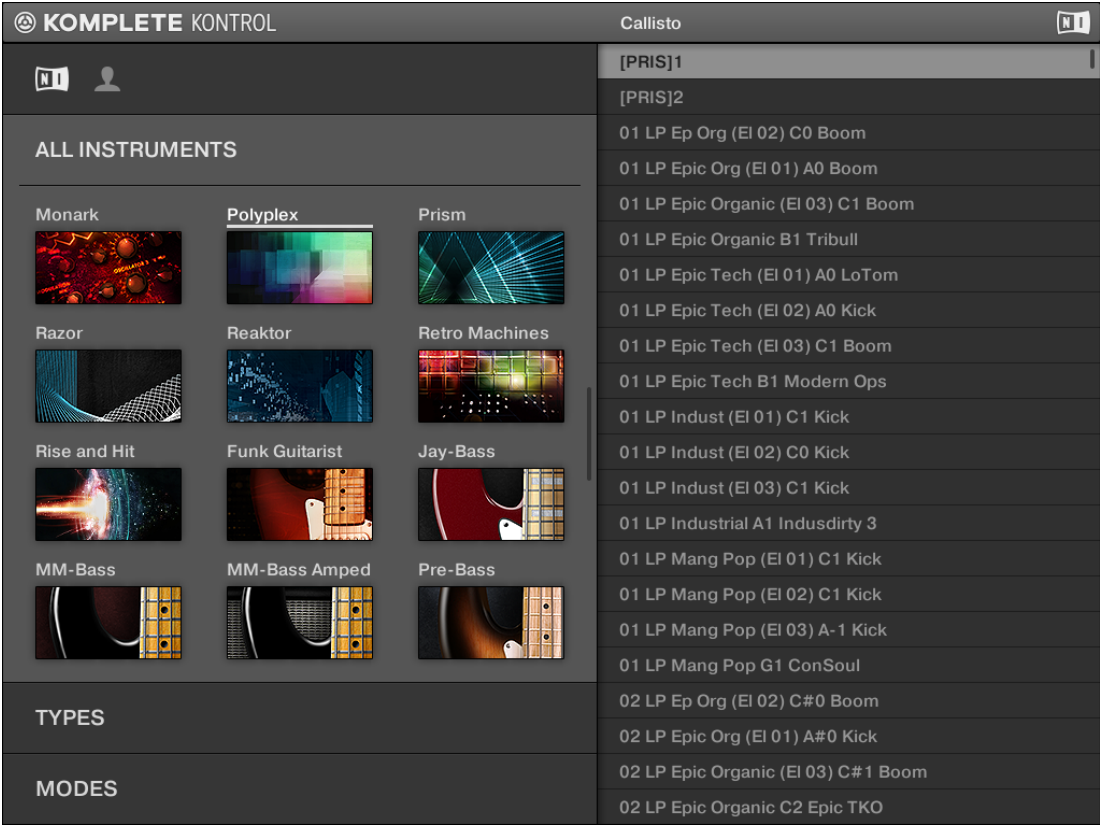 KOMPLETE KONTROL
Callisto
NI
NI
ALL INSTRUMENTS
Monark
Polyplex
Prism
OSCILLATOR
Razor
Reaktor
Retro Machines
Rise and Hit
Funk Guitarist
Jay-Bass
MM-Bass
MM-Bass Amped
Pre-Bass
TYPES
MODES
[PRIS]1
[PRIS]2
01 LP Ep Org (El 02) C0 Boom
01 LP Epic Org (El 01) A0 Boom
01 LP Epic Organic (El 03) C1 Boom
01 LP Epic Organic B1 Tribull
01 LP Epic Tech (El 01) A0 LoTom
01 LP Epic Tech (El 02) A0 Kick
01 LP Epic Tech (El 03) C1 Boom
01 LP Epic Tech B1 Modern Ops
01 LP Indust (El 01) C1 Kick
01 LP Indust (El 02) C0 Kick
01 LP Indust (El 03) C1 Kick
01 LP Industrial A1 Indusdirty 3
01 LP Mang Pop (El 01) C1 Kick
01 LP Mang Pop (El 02) C1 Kick
01 LP Mang Pop (El 03) A-1 Kick
01 LP Mang Pop G1 ConSoul
02 LP Ep Org (El 02) C#0 Boom
02 LP Epic Org (El 01) A#0 Kick
02 LP Epic Organic (El 03) C#1 Boom
02 LP Epic Organic C2 Epic TKO